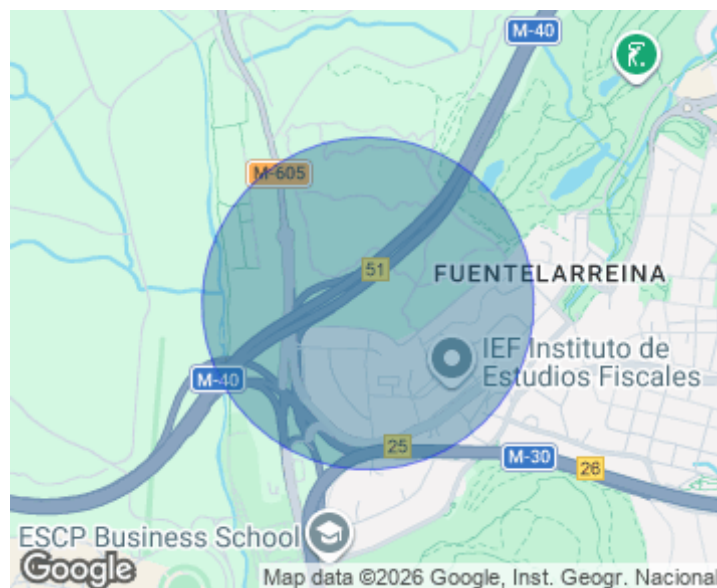 M-40
M-605
51
FUENTELARREINA
IEF Instituto de
Estudios Fiscales
M-40
25
M-30
26
ESCP Business School
Google
Map data ©2026 Google, Inst. Geogr. Nacional